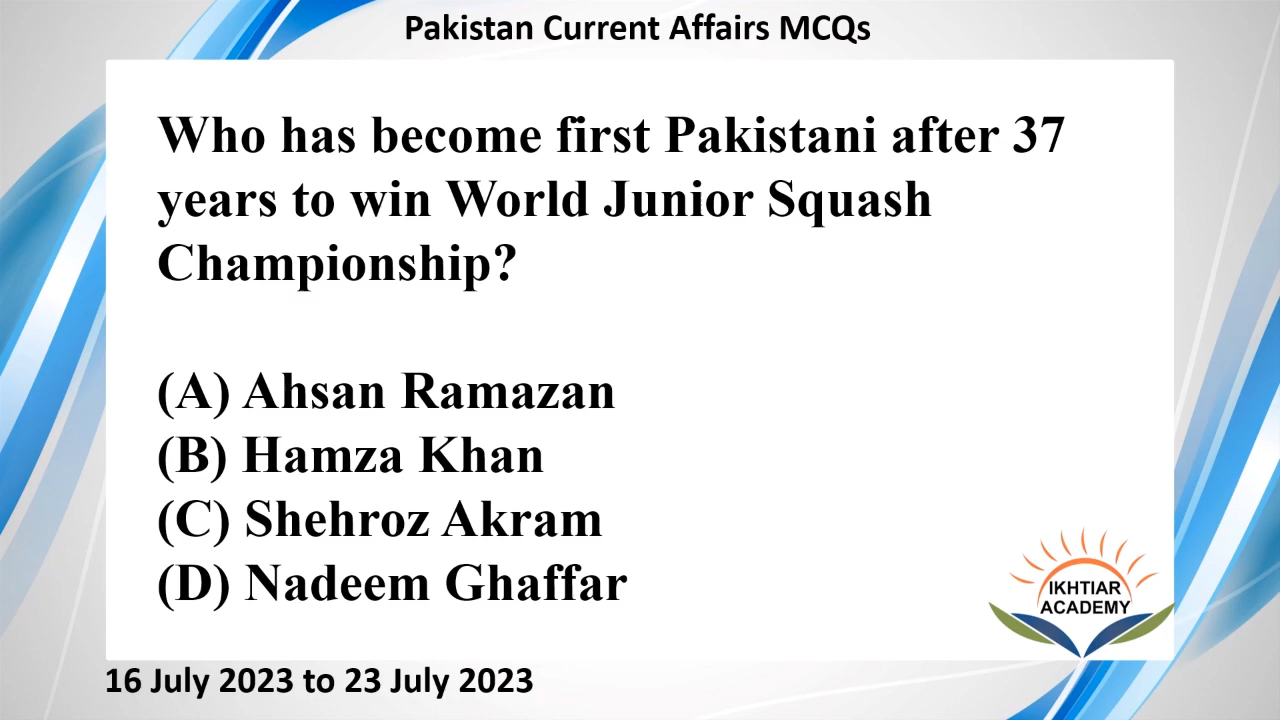 Pakistan Current Affairs MCQs
Who has become first Pakistani after 37
years to win World Junior Squash
Championship?
(A) Ahsan Ramazan
(B) Hamza Khan
(C) Shehroz Akram
(D) Nadeem Ghaffar
IKHTIAR
ACADEMY
16 July 2023 to 23 July 2023